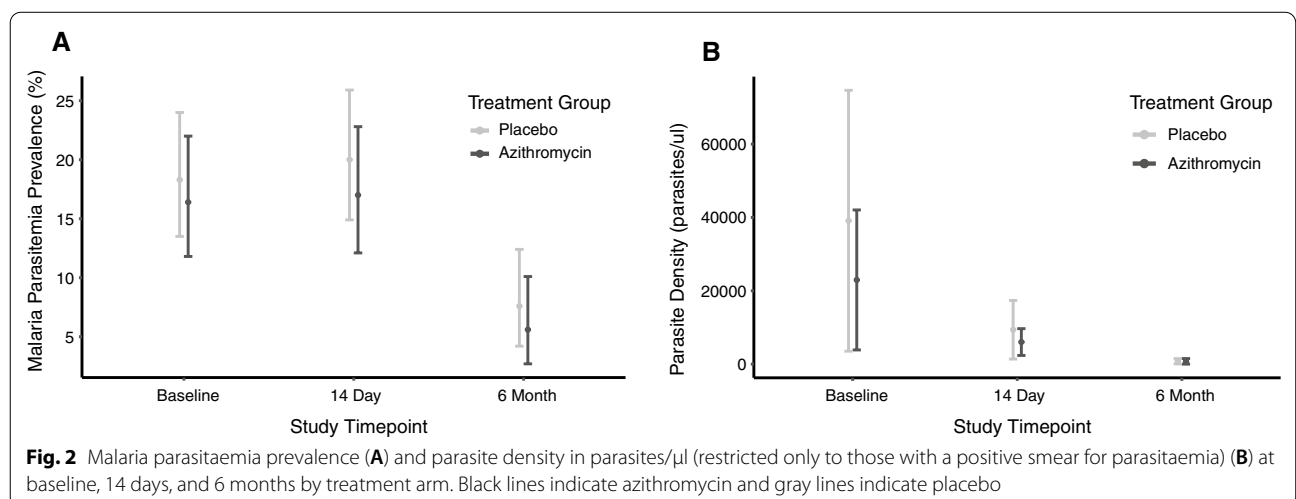 A
Malaria Parasitemia Prevalence (%)
25
20
15
10
5
Treatment Group
Placebo
Azithromycin
Baseline
14 Day
6 Month
Study Timepoint
B
Parasite Density (parasites/ul)
60000
40000
20000
0
Treatment Group
Placebo
Azithromycin
Baseline
14 Day
6 Month
Study Timepoint
Fig. 2 Malaria parasitaemia prevalence (A) and parasite density in parasites/µl (restricted only to those with a positive smear for parasitaemia) (B) at
baseline, 14 days, and 6 months by treatment arm. Black lines indicate azithromycin and gray lines indicate placebo